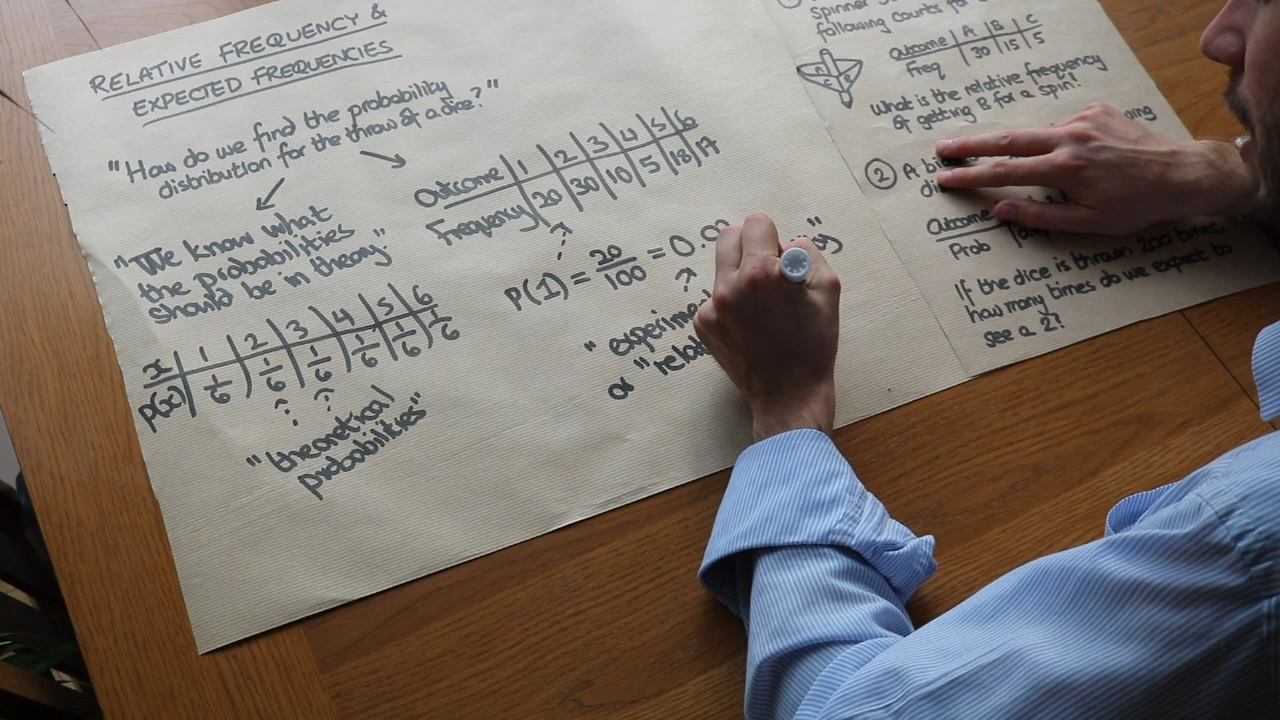 RELATIVE FREQUENCY &
EXPECTED FREQUENCIES
"How do we find the probability
distribution for the throw of a dice?"
"We know what
the probabilities
should be in theory."
x 1 2 3 4 5 6
P(x) 1/6 1/6 1/6 1/6 1/6 1/6
"theoretical
probabilities"
Outcome 1 2 3 4 5 6
Frequency 20 30 10 5 18 17
P(1) = 20/100 = 0.
"
or "
spinner
following counts for
Outcome A B C
Freq 30 15 5
What is the relative frequency
of getting B for a spin?
2 A
Outcome
Prob
If the dice is thrown 200 times,
how many times do we expect to
see a 2?